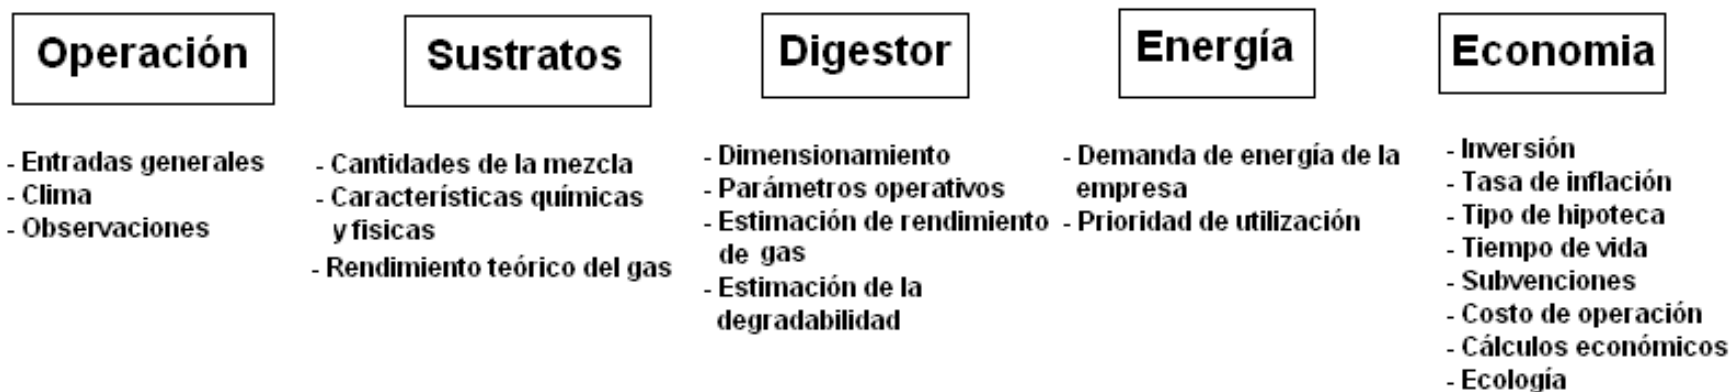 Operación
- Entradas generales
- Clima
- Observaciones
Sustratos
- Cantidades de la mezcla
- Características químicas
y fisicas
- Rendimiento teórico del gas
Digestor
- Dimensionamiento
- Parámetros operativos
- Estimación de rendimiento
de gas
- Estimación de la
degradabilidad
Energía
- Demanda de energía de la
empresa
- Prioridad de utilización
Economia
- Inversión
- Tasa de inflación
- Tipo de hipoteca
- Tiempo de vida
- Subvenciones
- Costo de operación
- Cálculos económicos
- Ecología